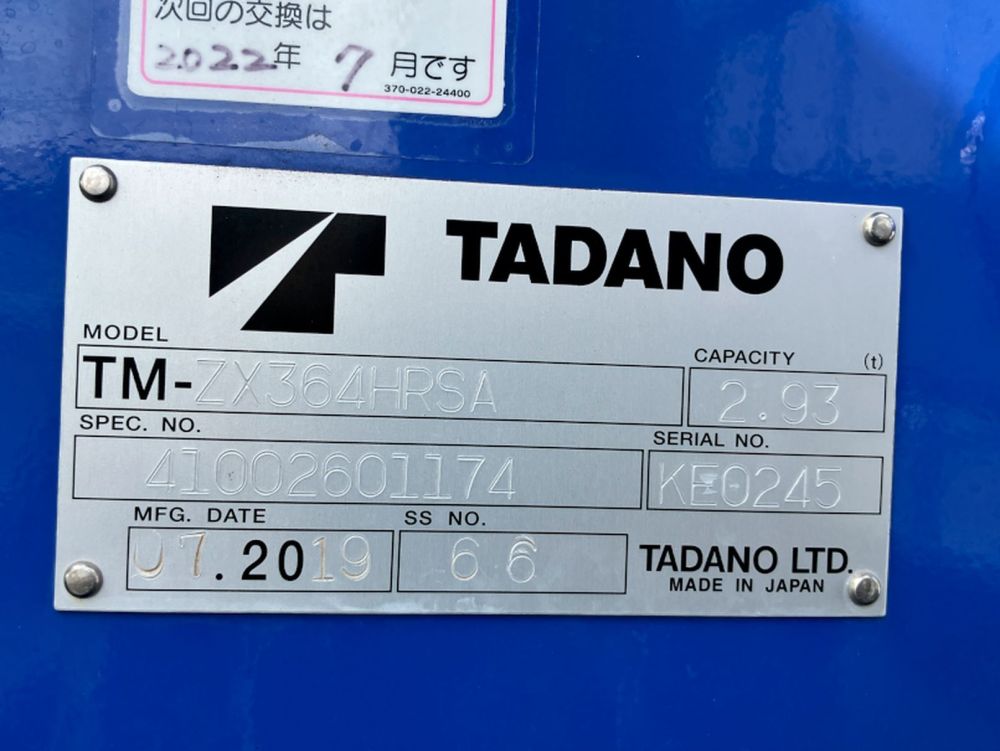 次回の交換は
2022年 7月です
370-022-24400
TADANO
MODEL
TM-ZX364HRSA
CAPACITY (t)
2.93
SPEC. NO.
41002601174
SERIAL NO.
KE0245
MFG. DATE
07.2019
SS NO.
66
TADANO LTD.
MADE IN JAPAN